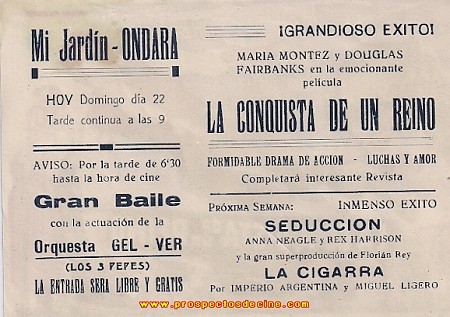 Mi Jardín - ONDARA
HOY Domingo día 22
Tarde continua a las 9
AVISO: Por la tarde de 6'30
hasta la hora de cine
Gran Baile
con la actuación de la
Orquesta GEL - VER
(LOS 3 PEPES)
LA ENTRADA SERA LIBRE Y GRATIS
¡GRANDIOSO EXITO!
MARIA MONTEZ y DOUGLAS
FAIRBANKS en la emocionante
película
LA CONQUISTA DE UN REINO
FORMIDABLE DRAMA DE ACCION - LUCHAS Y AMOR
Completará interesante Revista
PRÓXIMA SEMANA: INMENSO EXITO
SEDUCCION
ANNA NEAGLE y REX HARRISON
y la gran superproducción de Florián Rey
LA CIGARRA
Por IMPERIO ARGENTINA y MIGUEL LIGERO
www.prospectosdecine.com